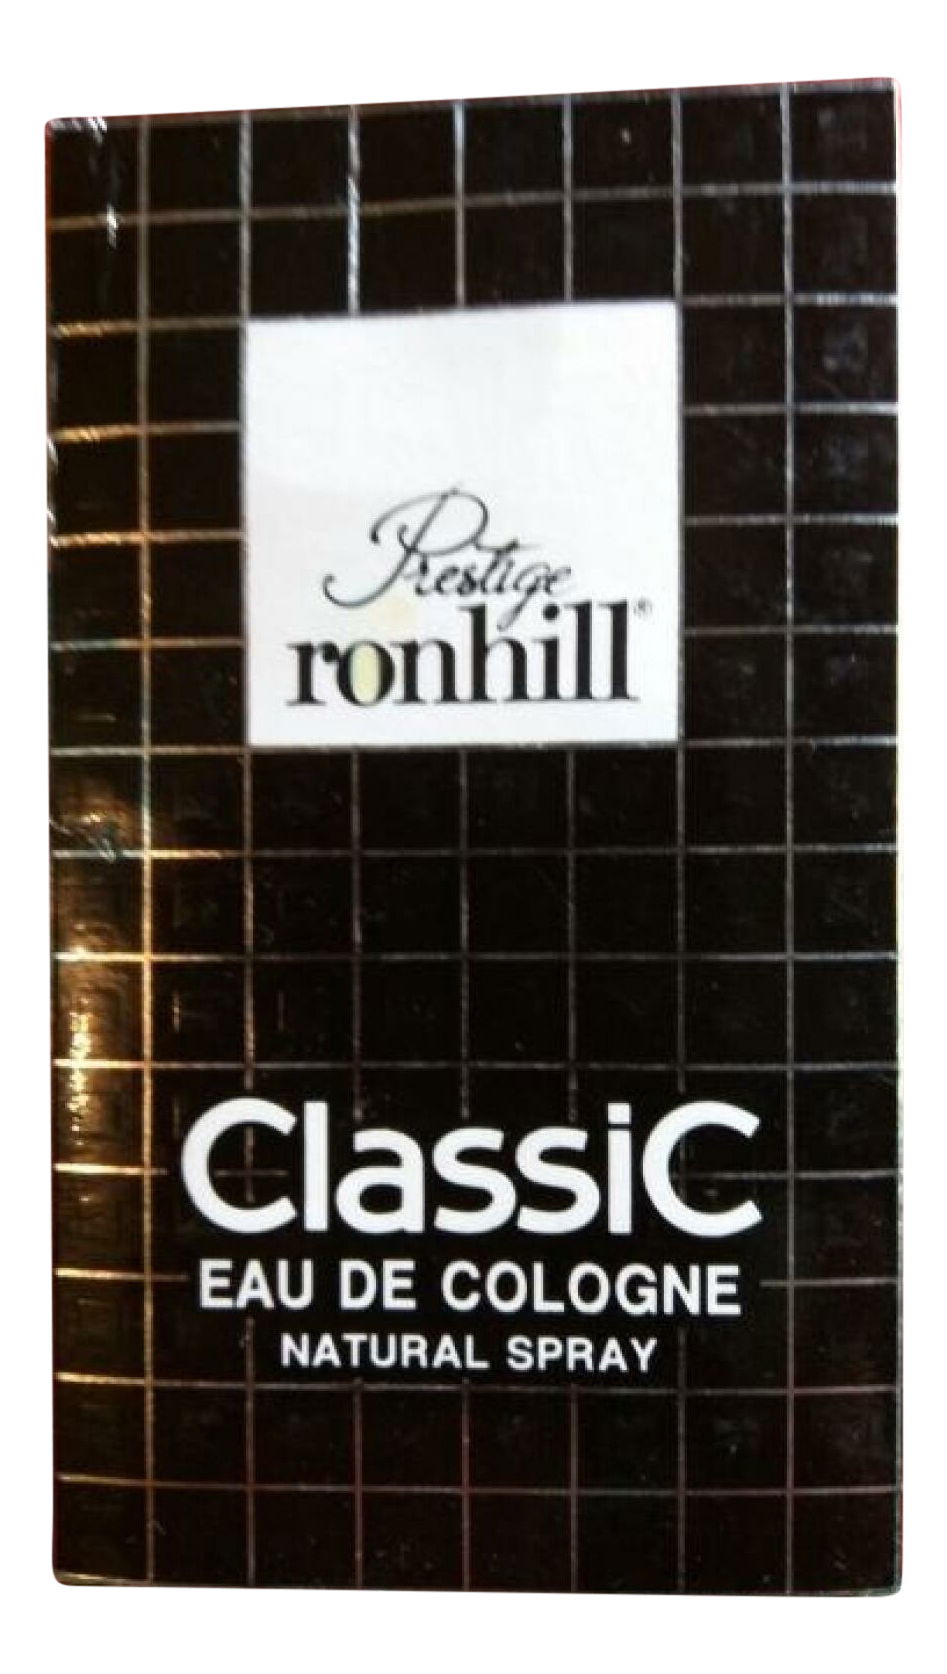 Prestige
ronhill®
ClassiC
EAU DE COLOGNE
NATURAL SPRAY